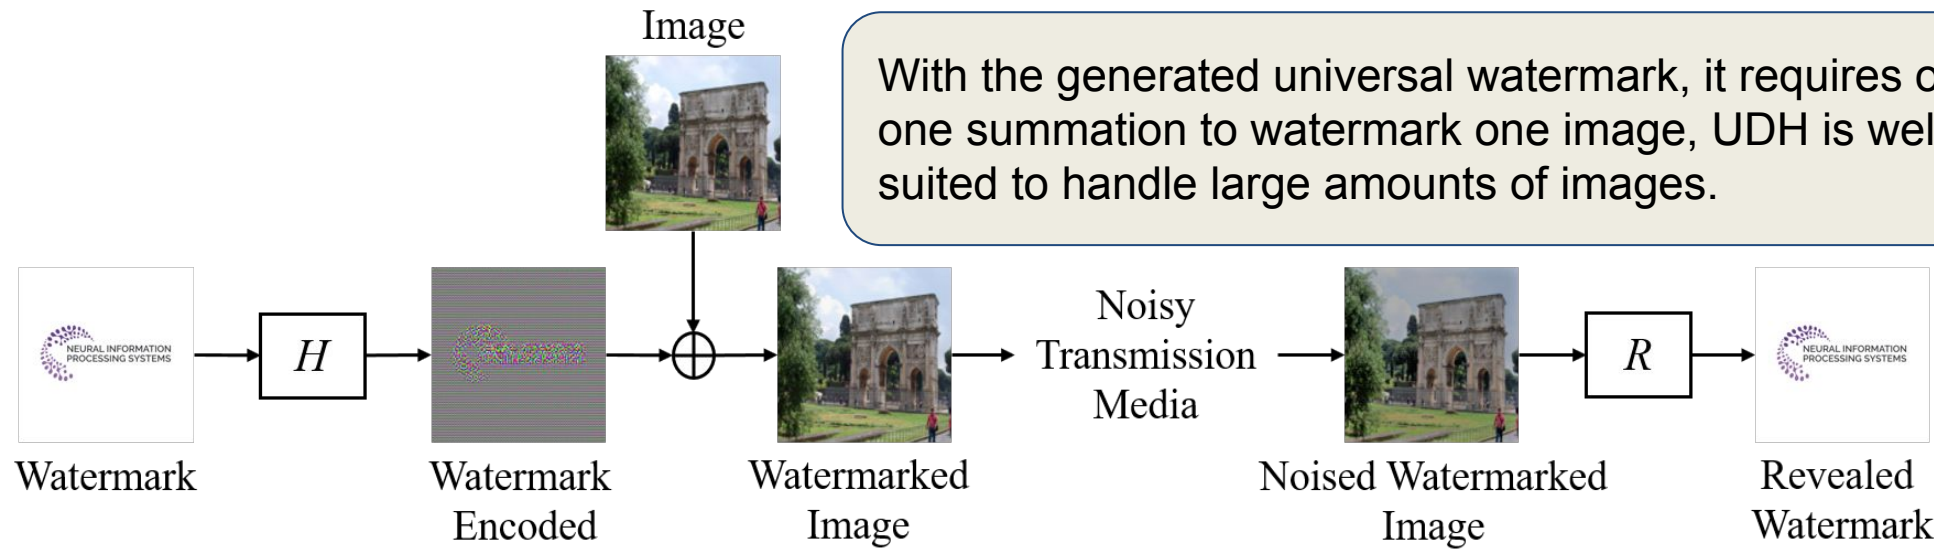 Image
With the generated universal watermark, it requires
one summation to watermark one image, UDH is
suited to handle large amounts of images.
NEURAL INFORMATION
PROCESSING SYSTEMS
H
Noisy
Transmission
Media
R
NEURAL INFORMATION
PROCESSING SYSTEMS
Watermark
Watermark
Encoded
Watermarked
Image
Noised Watermarked
Image
Revealed
Watermark